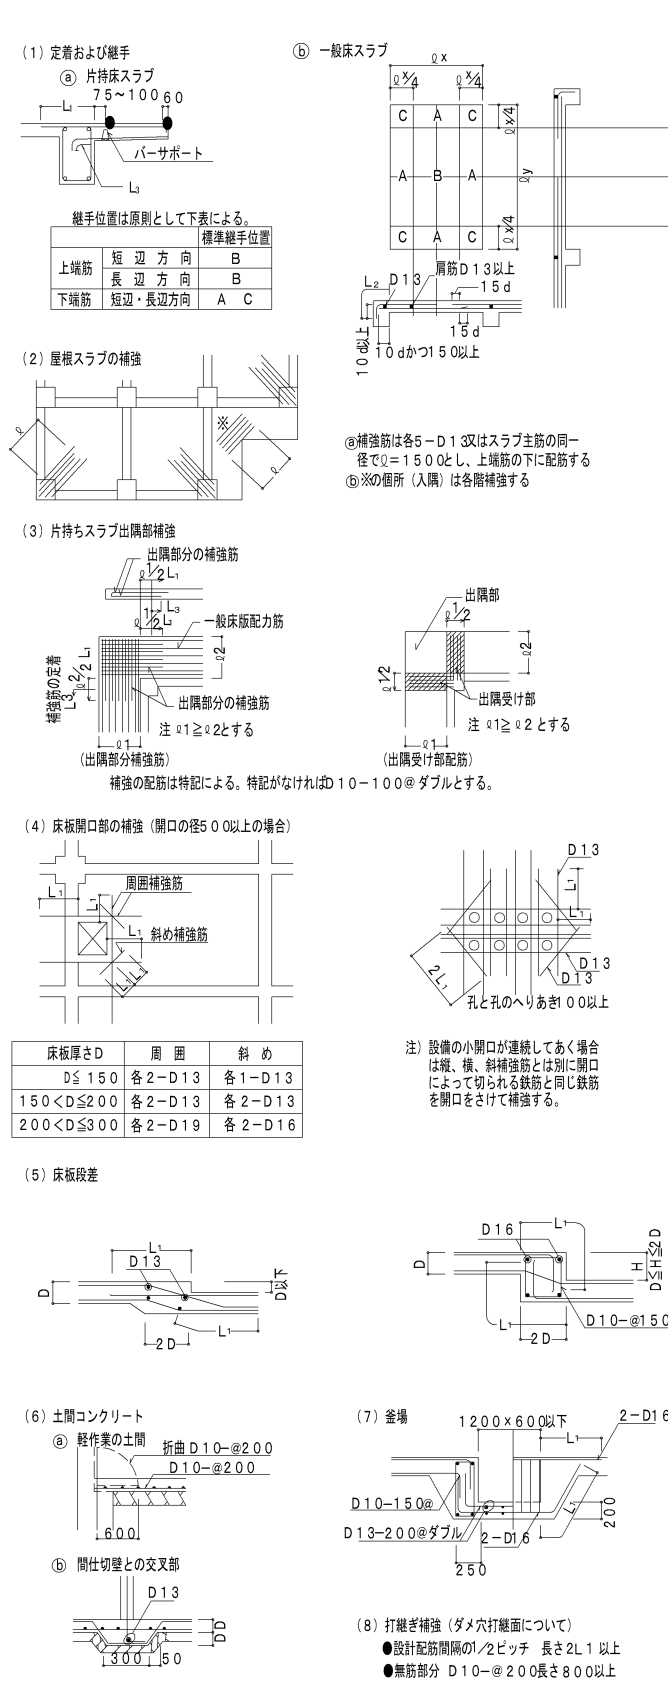 (1) 定着および継手
ⓐ 片持床スラブ
75～100 60
L1
バーサポート
L3
継手位置は原則として下表による。
標準継手位置
上端筋 短 辺 方 向 B
長 辺 方 向 B
下端筋 短辺・長辺方向 A C
ⓑ 一般床スラブ
ℓx
ℓx/4 ℓx/4
C A C
ℓx/4
A B A
ℓy
C A C
ℓx/4
肩筋D13以上
L2 D13 15d
15d
10d以上
10dかつ150以上
(2) 屋根スラブの補強
ℓ
※
ℓ
ⓐ補強筋は各5－D13又はスラブ主筋の同一
径でℓ＝1500とし、上端筋の下に配筋する
ⓑ※の個所（入隅）は各階補強する
(3) 片持ちスラブ出隅部補強
出隅部分の補強筋
ℓ1/2 L1
L3
ℓ1/2 L1
一般床版配力筋
ℓ2
補強筋の定着
L3 ℓ2/2 L1
出隅部分の補強筋
注 ℓ1≧ℓ2とする
ℓ1
(出隅部分補強筋)
出隅部
ℓ1/2
ℓ2
ℓ1/2
出隅受け部
注 ℓ1≧ℓ2 とする
ℓ1
(出隅受け部配筋)
補強の配筋は特記による。特記がなければD10－100@ダブルとする。
(4) 床板開口部の補強（開口の径500以上の場合）
周囲補強筋
L1
L1
L1 斜め補強筋
L1 L1
D13
L1
L1
D13
D13
2L1
孔と孔のへりあき100以上
床板厚さD 周 囲 斜 め
D≦ 150 各2－D13 各1－D13
150＜D≦200 各2－D13 各2－D13
200＜D≦300 各2－D19 各2－D16
注）設備の小開口が連続してあく場合
は縦、横、斜補強筋とは別に開口
によって切られる鉄筋と同じ鉄筋
を開口をさけて補強する。
(5) 床板段差
L1
D13
D
D以下
L1
2D
L1
D16
D
H
D≦H≦2D
L1
D10－@150
2D
(6) 土間コンクリート
ⓐ 軽作業の土間
折曲D10－@200
D10－@200
600
ⓑ 間仕切壁との交叉部
D13
D D
300 50
(7) 釜場
1200×600以下
2－D16
L1
D10－150@
L1
200
D13－200@ダブル 2－D16
250
(8) 打継ぎ補強（ダメ穴打継面について）
●設計配筋間隔の1/2ピッチ 長さ2L1以上
●無筋部分 D10－@200長さ800以上